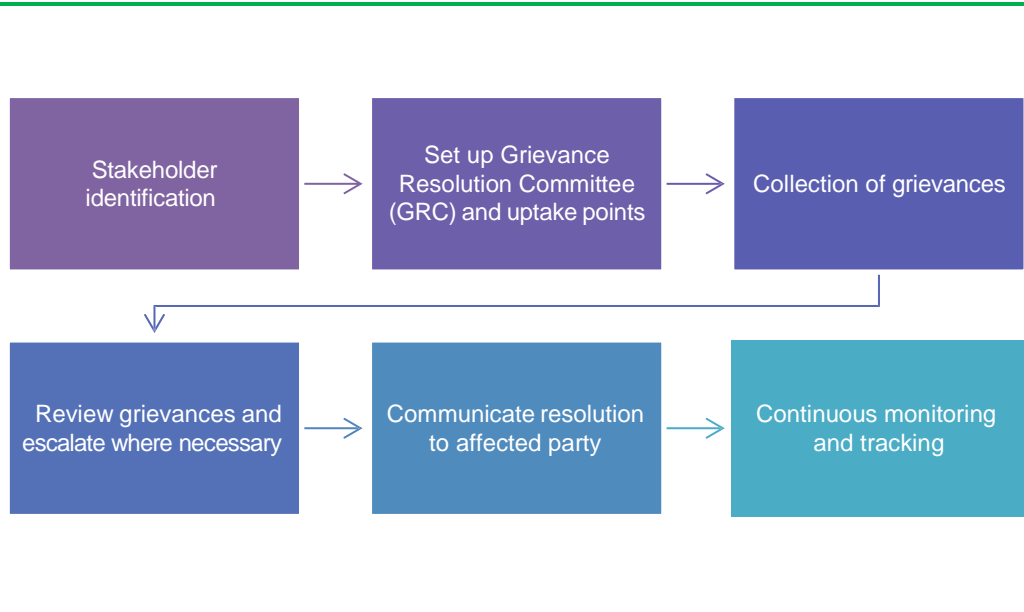 Stakeholder
identification
Set up Grievance
Resolution Committee
(GRC) and uptake points
Collection of grievances
Review grievances and
escalate where necessary
Communicate resolution
to affected party
Continuous monitoring
and tracking